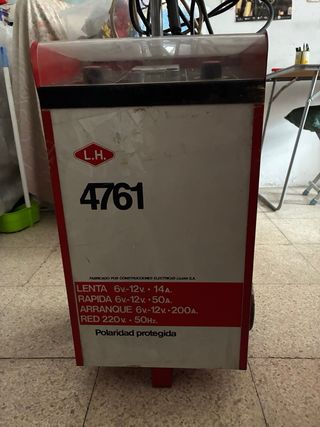 L.H.
4761
FABRICADO POR CONSTRUCCIONES ELECTRICAS S.A.
LENTA 6v.-12v. · 14A.
RAPIDA 6v.-12v. · 50A.
ARRANQUE 6v.-12v. · 200A.
RED 220v. · 50Hz.
Polaridad protegida